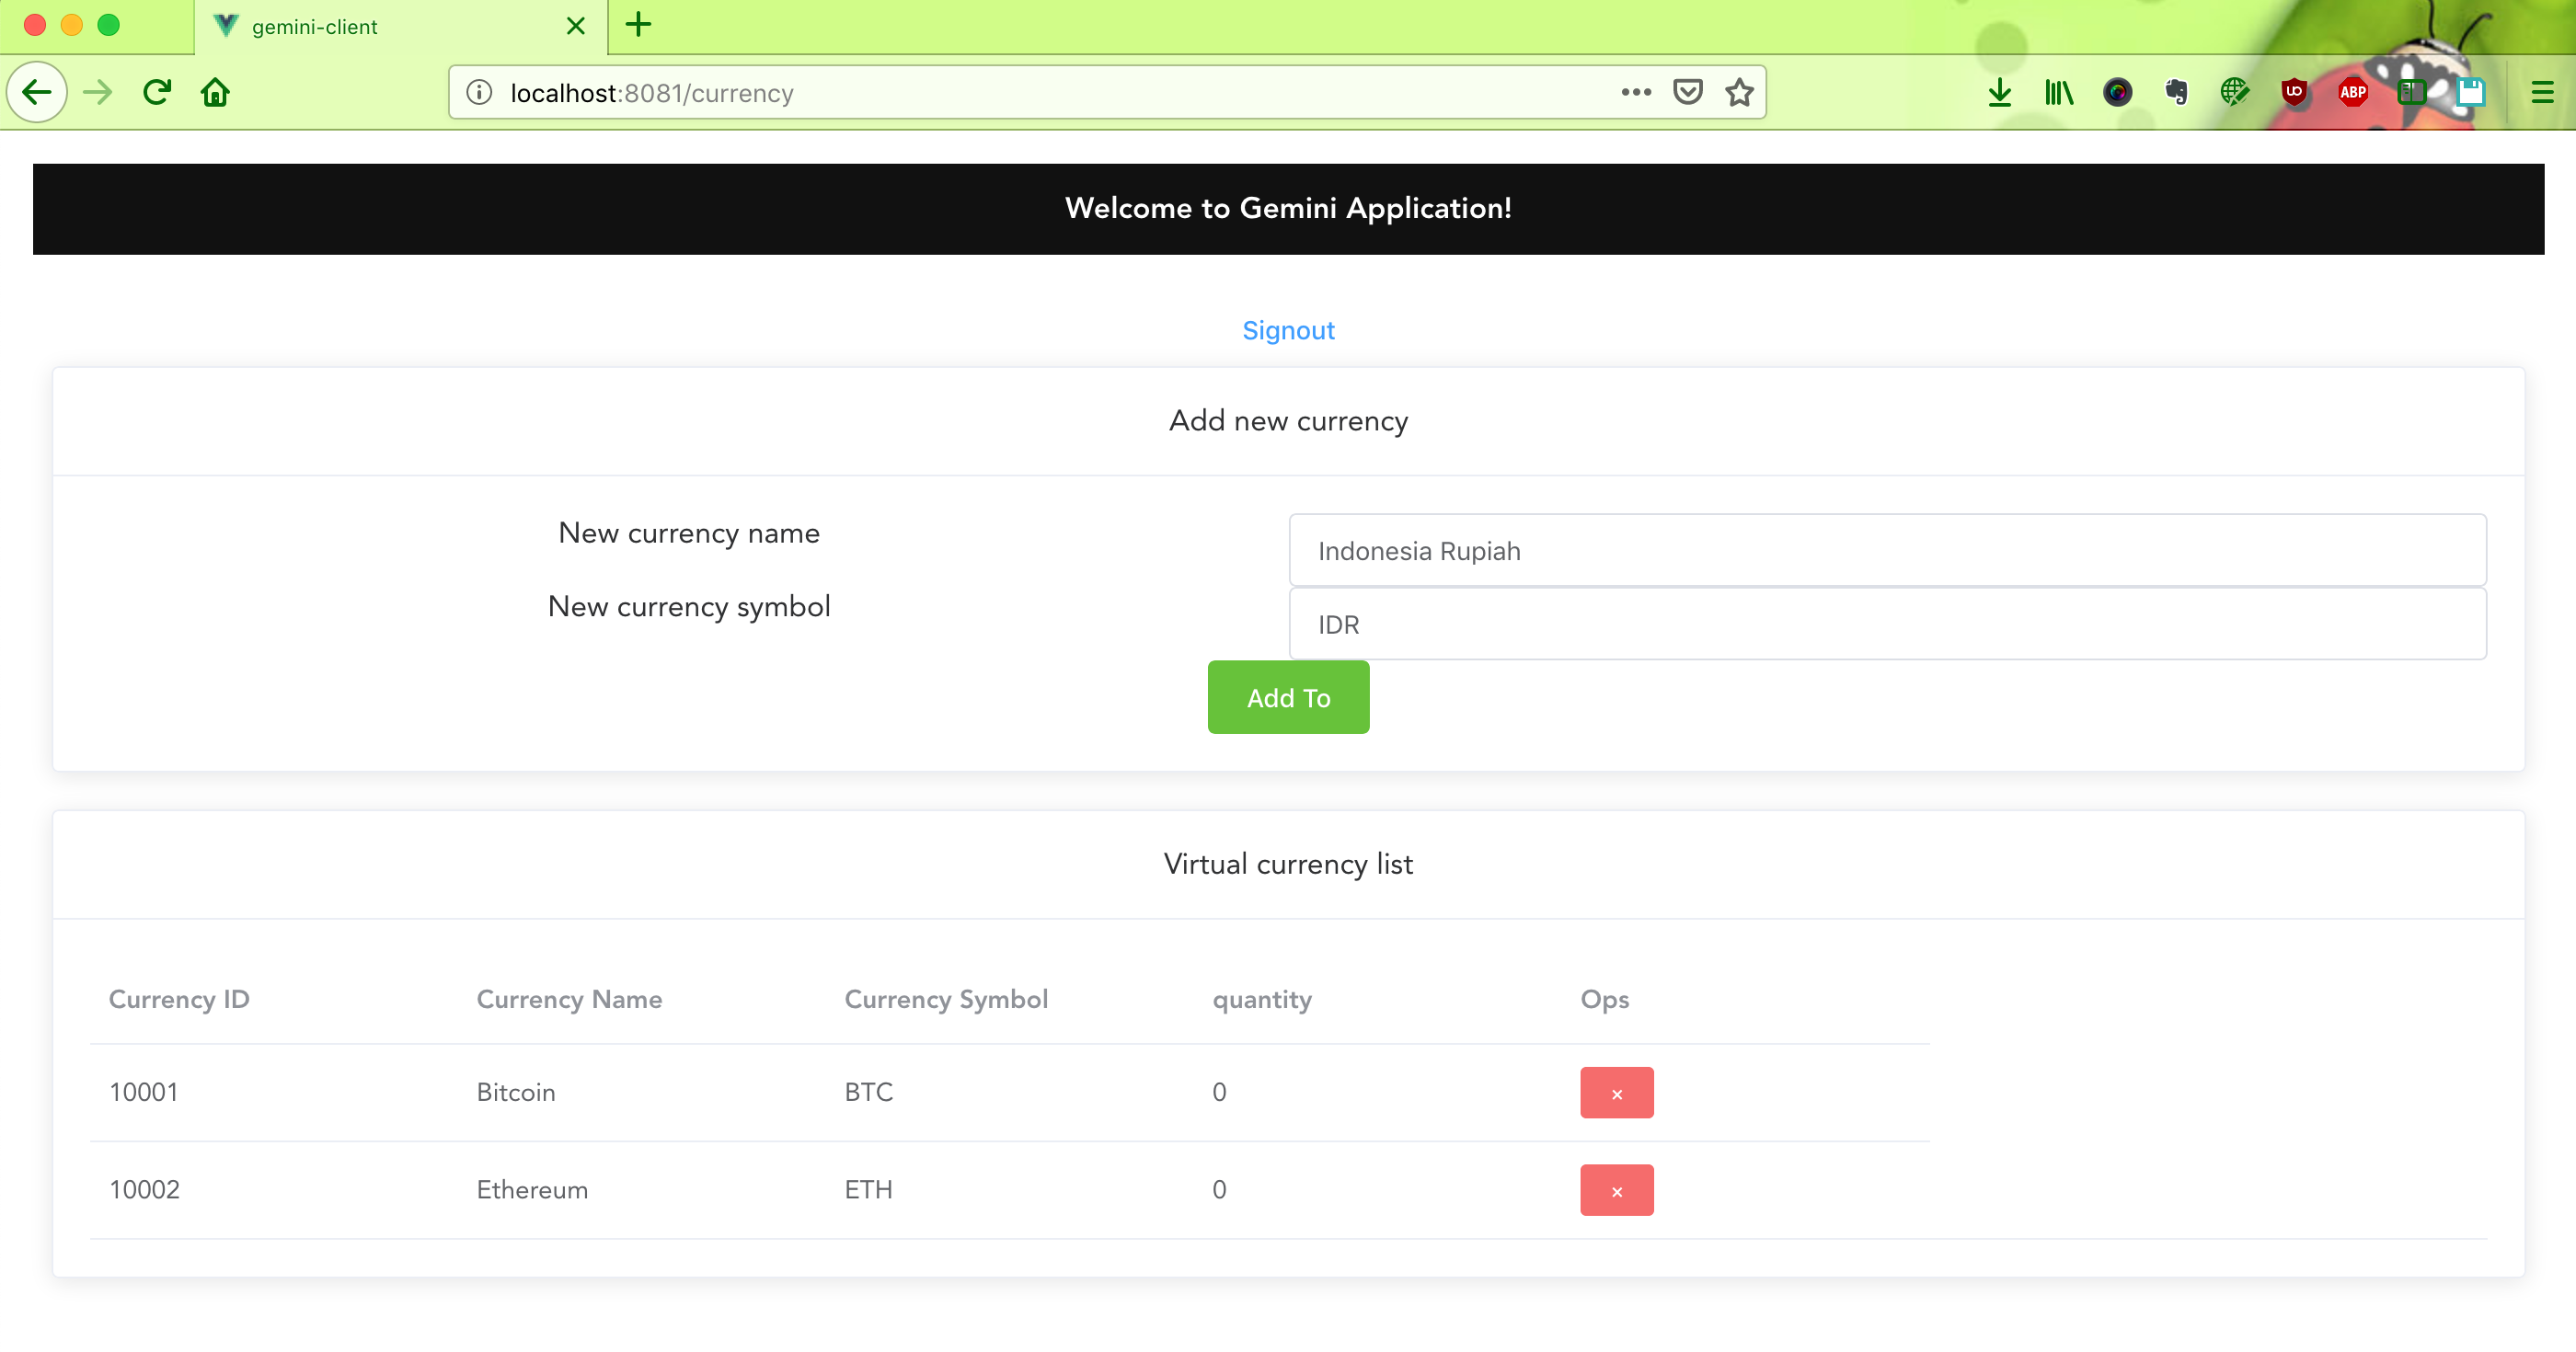 gemini-client
localhost:8081/currency
UO
ABP
Welcome to Gemini Application!
Signout
Add new currency
New currency name
Indonesia Rupiah
New currency symbol
IDR
Add To
Virtual currency list
Currency ID Currency Name Currency Symbol quantity Ops
10001 Bitcoin BTC 0 ×
10002 Ethereum ETH 0 ×